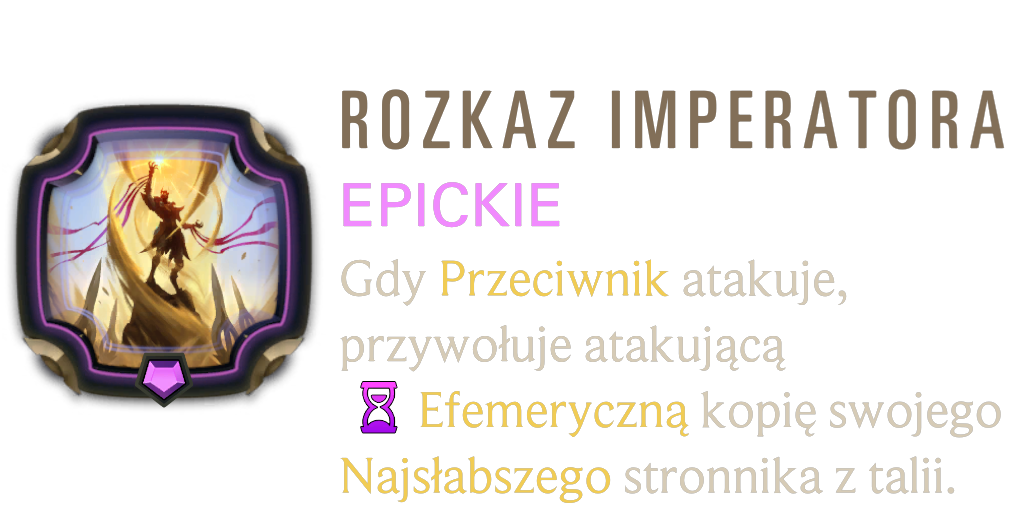 ROZKAZ IMPERATORA
EPICKIE
Gdy Przeciwnik atakuje,
przywołuje atakującą
Efemeryczną kopię swojego
Najsłabszego stronnika z talii.